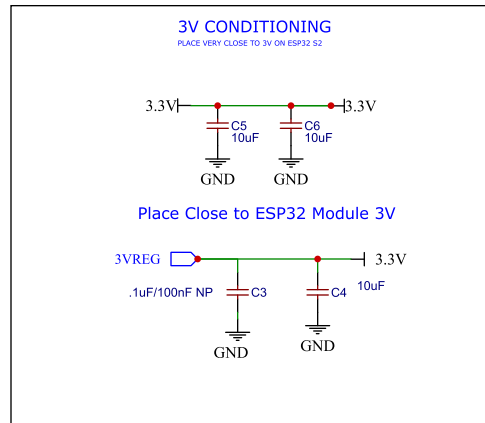 3V CONDITIONING
PLACE VERY CLOSE TO 3V ON ESP32 S2
3.3V
3.3V
C5
10uF
C6
10uF
GND
GND
Place Close to ESP32 Module 3V
3VREG
3.3V
.1uF/100nF NP
C3
C4
10uF
GND
GND